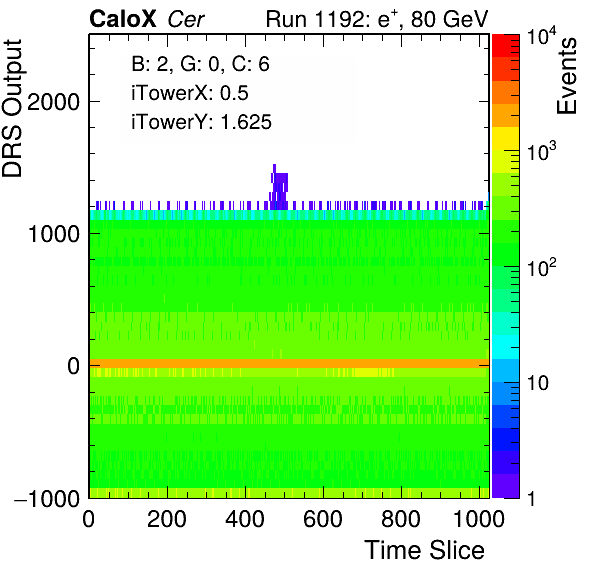 CaloX Cer Run 1192: e⁺, 80 GeV
B: 2, G: 0, C: 6
iTowerX: 0.5
iTowerY: 1.625
DRS Output
2000
1000
0
−1000
0 200 400 600 800 1000
Time Slice
Events
10⁴
10³
10²
10
1